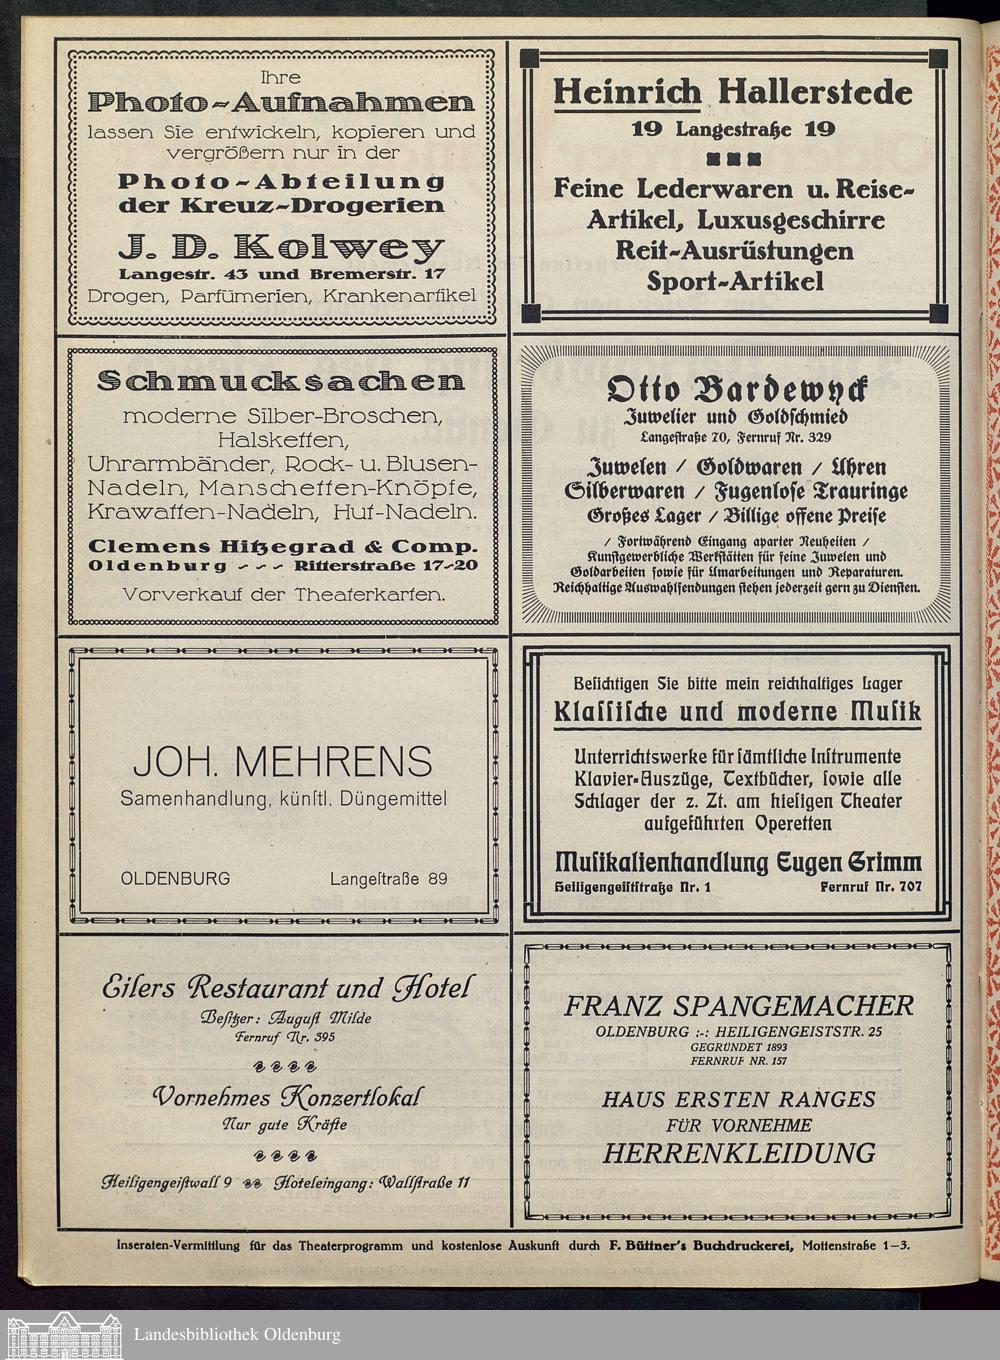 Ihre
Photo-Aufnahmen
lassen Sie entwickeln, kopieren und
vergrößern nur in der
Photo-Abteilung
der Kreuz-Drogerien
J. D. Kolwey
Langestr. 43 und Bremerstr. 17
Drogen, Parfümerien, Krankenartikel
Heinrich Hallerstede
19 Langestraße 19
Feine Lederwaren u. Reise-
Artikel, Luxusgeschirre
Reit-Ausrüstungen
Sport-Artikel
Schmucksachen
moderne Silber-Broschen,
Halsketten,
Uhrarmbänder, Rock- u. Blusen-
Nadeln, Manschetten-Knöpfe,
Krawatten-Nadeln, Hut-Nadeln.
Clemens Hitzegrad & Comp.
Oldenburg - - - Ritterstraße 17-20
Vorverkauf der Theaterkarten.
Otto Bardewyck
Juwelier und Goldschmied
Langestraße 70, Fernruf Nr. 329
Juwelen / Goldwaren / Uhren
Silberwaren / Fugenlose Trauringe
Großes Lager / Billige offene Preise
/ Fortwährend Eingang aparter Neuheiten /
Kunstgewerbliche Werkstätten für feine Juwelen und
Goldarbeiten sowie für Umarbeitungen und Reparaturen.
Reichhaltige Auswahlsendungen stehen jederzeit gern zu Diensten.
JOH. MEHRENS
Samenhandlung, künſtl. Düngemittel
OLDENBURG Langeſtraße 89
Beſichtigen Sie bitte mein reichhaltiges Lager
Klaſſiſche und moderne Muſik
Unterrichtswerke für ſämtliche Inſtrumente
Klavier-Auszüge, Textbücher, ſowie alle
Schlager der z. Zt. am hieſigen Theater
aufgeführten Operetten
Muſikalienhandlung Eugen Grimm
Heiligengeiſtſtraße Nr. 1 Fernruf Nr. 707
Eilers Restaurant und Hotel
Beſitzer: Auguſt Milde
Fernruf Nr. 395
Vornehmes Konzertlokal
Nur gute Kräfte
Heiligengeiſtwall 9 Hoteleingang: Wallſtraße 11
FRANZ SPANGEMACHER
OLDENBURG :-: HEILIGENGEISTSTR. 25
GEGRÜNDET 1893
FERNRUF NR. 157
HAUS ERSTEN RANGES
FÜR VORNEHME
HERRENKLEIDUNG
Inseraten-Vermittlung für das Theaterprogramm und kostenlose Auskunft durch F. Büttner's Buchdruckerei, Mottenstraße 1–3.
Landesbibliothek Oldenburg